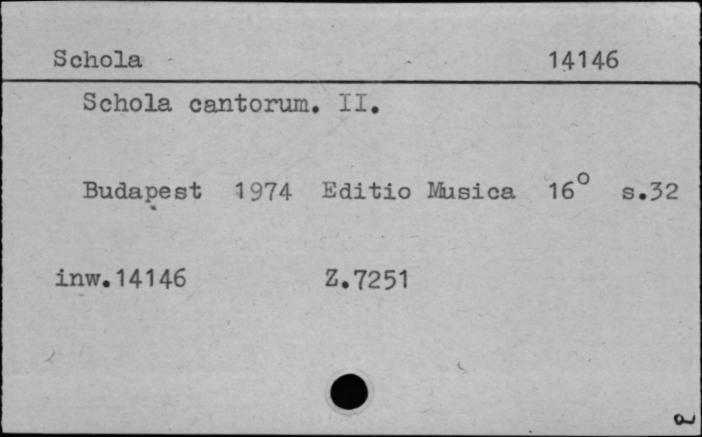 Schola 14146
Schola cantorum. II.
Budapest 1974 Editio Musica 16° s.32
inw.14146 Z.7251